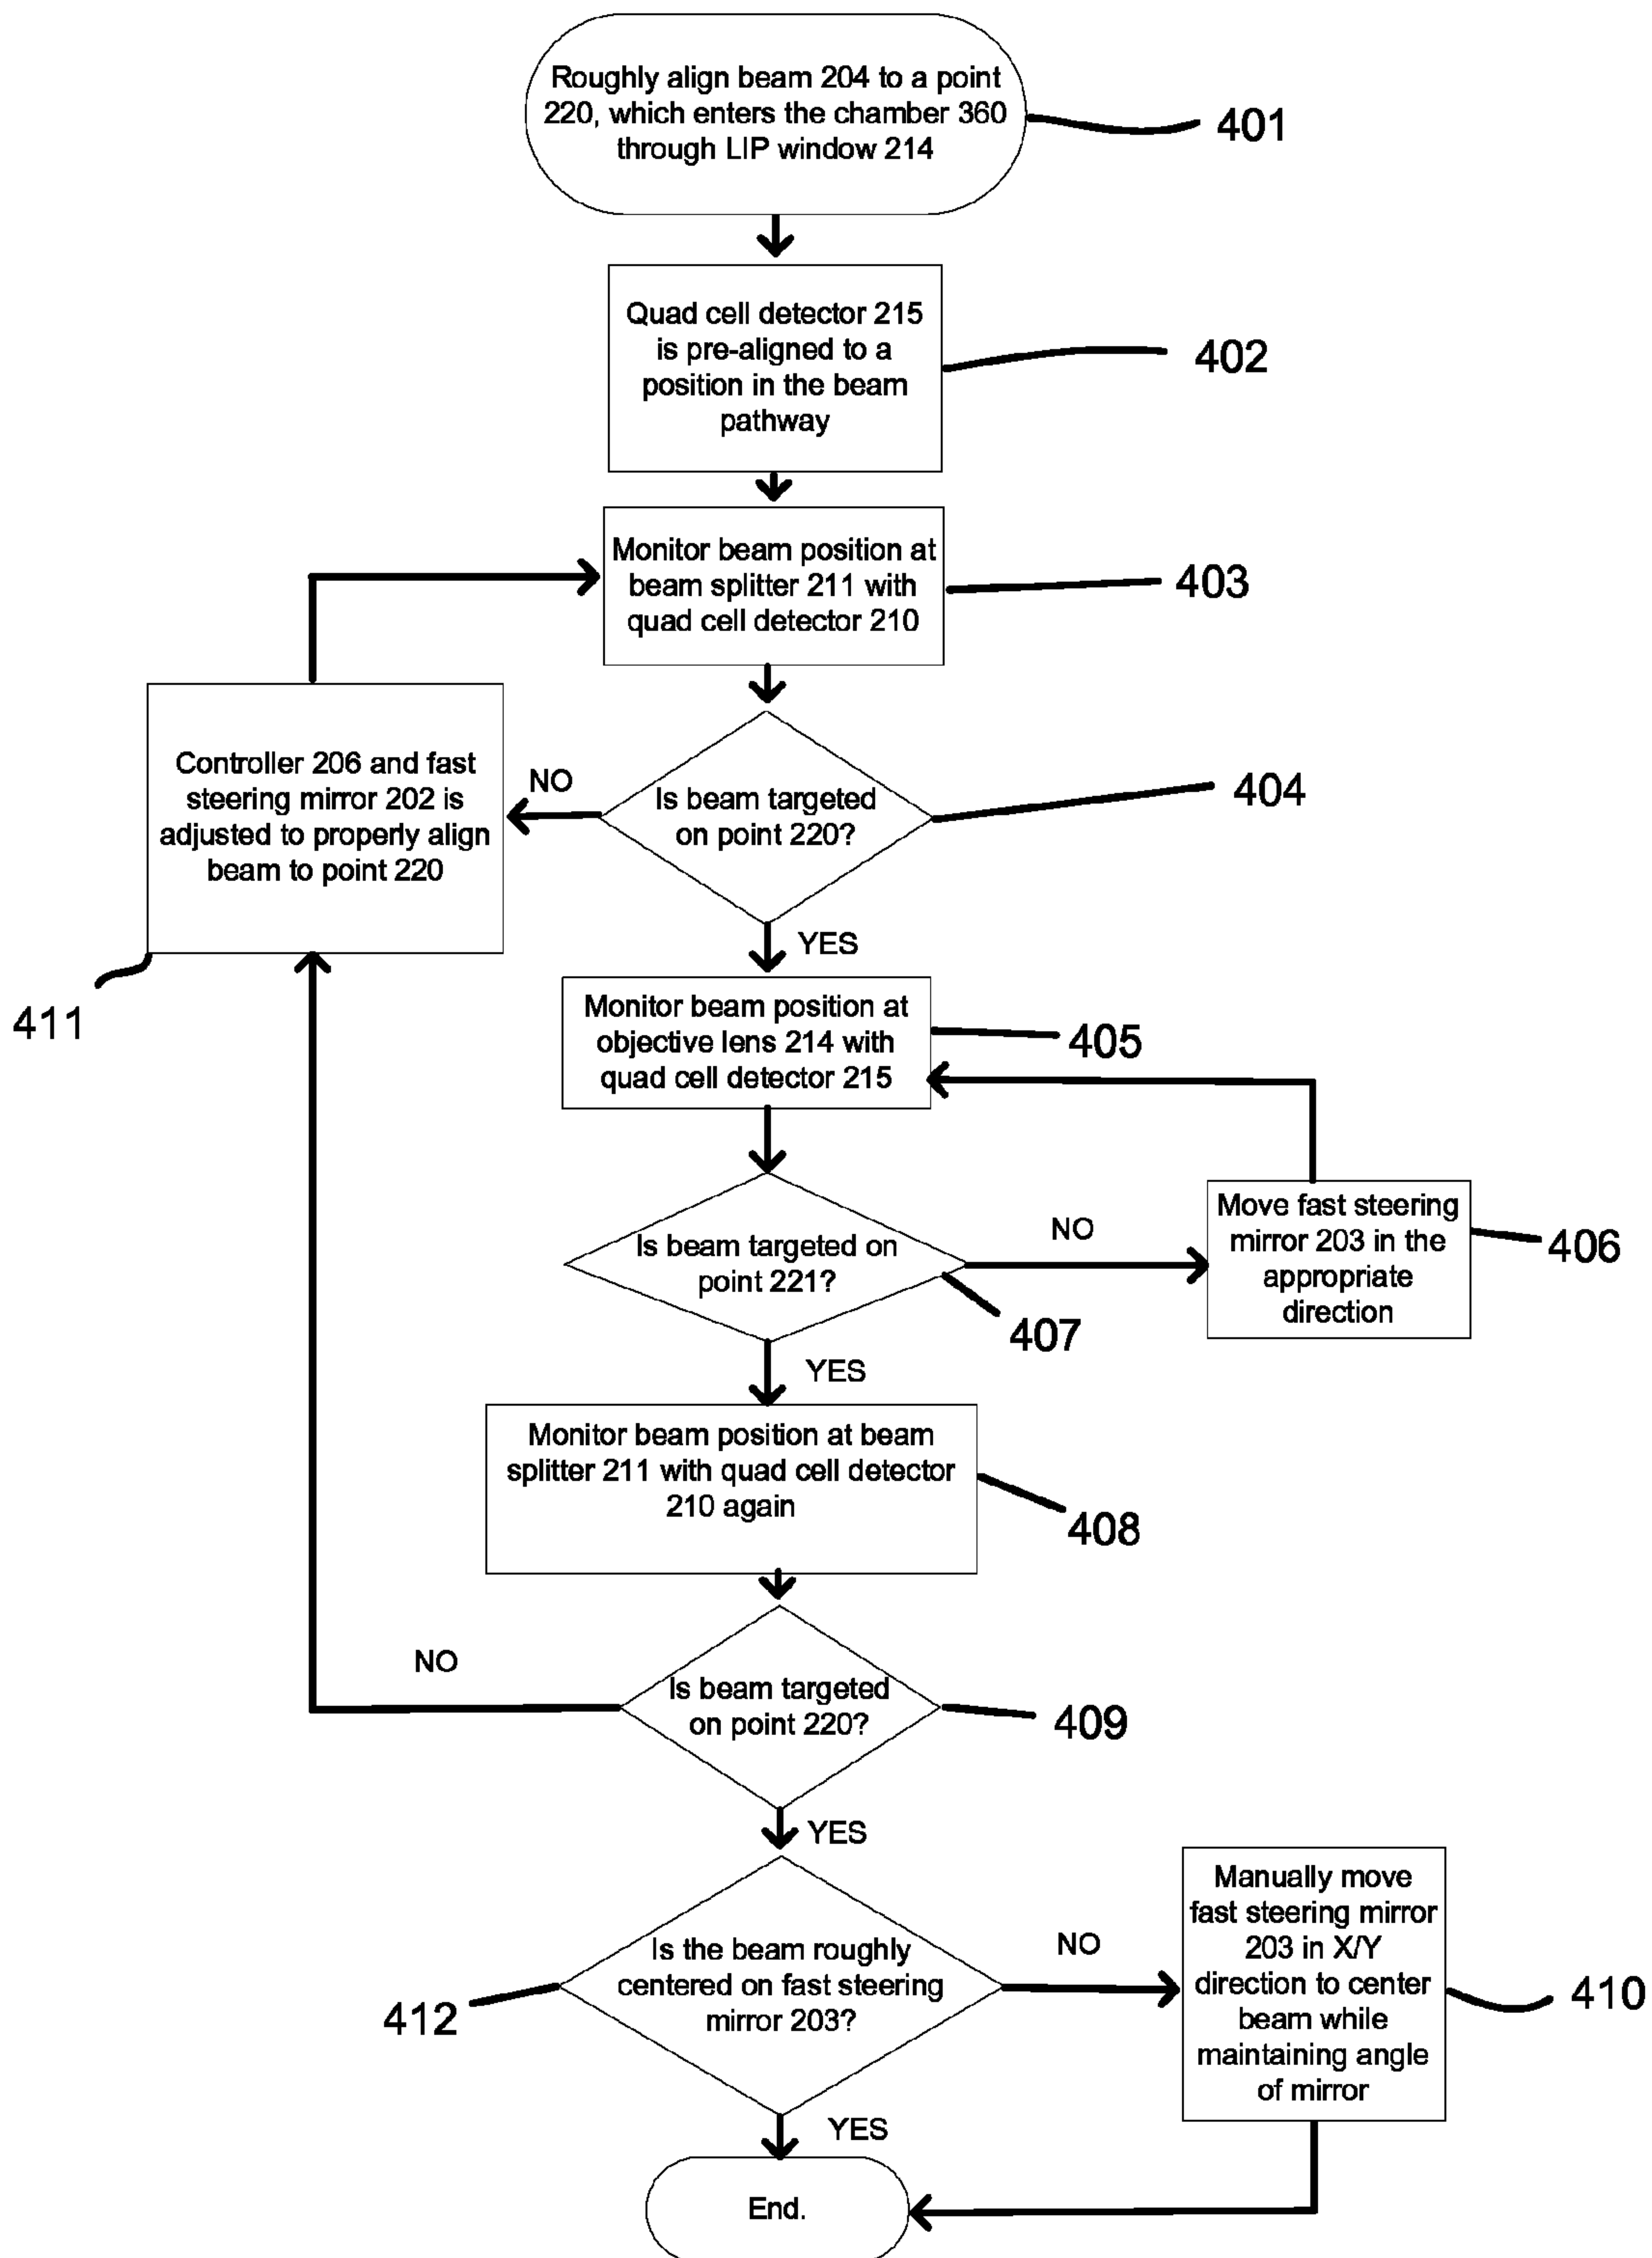 Roughly align beam 204 to a point
220, which enters the chamber 360
through LIP window 214
401
Quad cell detector 215
is pre-aligned to a
position in the beam
pathway
402
Monitor beam position at
beam splitter 211 with
quad cell detector 210
403
Controller 206 and fast
steering mirror 202 is
adjusted to properly align
beam to point 220
411
NO
Is beam targeted
on point 220?
404
YES
Monitor beam position at
objective lens 214 with
quad cell detector 215
405
Is beam targeted on
point 221?
407
NO
Move fast steering
mirror 203 in the
appropriate
direction
406
YES
Monitor beam position at beam
splitter 211 with quad cell detector
210 again
408
NO
Is beam targeted
on point 220?
409
YES
Is the beam roughly
centered on fast steering
mirror 203?
412
NO
Manually move
fast steering mirror
203 in X/Y
direction to center
beam while
maintaining angle
of mirror
410
YES
End.